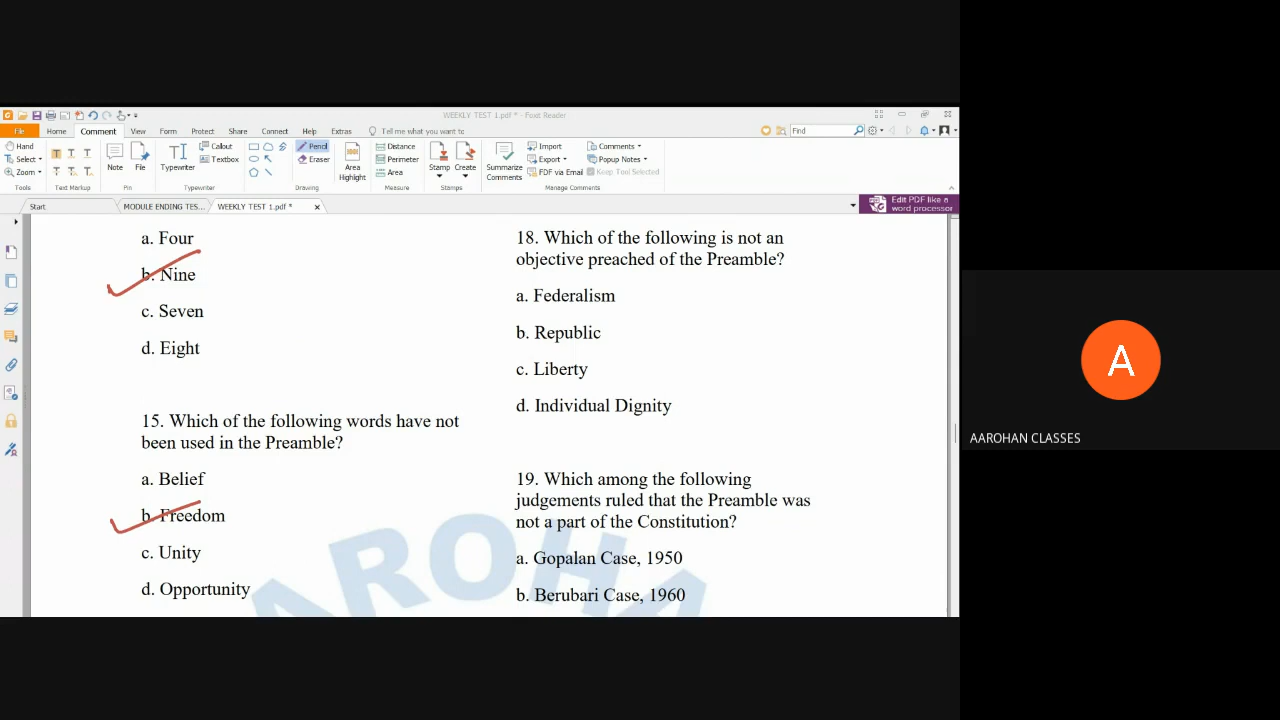 WEEKLY TEST 1.pdf * - Foxit Reader
File Home Comment View Form Protect Share Connect Help Extras Tell me what you want to Find
Hand
Select
Zoom
Tools
Text Markup
Note
File
Pin
Typewriter
Callout
Textbox
Typewriter
Pencil
Eraser
Drawing
Area
Highlight
Distance
Perimeter
Area
Measure
Stamp
Create
Stamps
Summarize
Comments
Import
Export
FDF via Email
Comments
Popup Notes
Keep Tool Selected
Manage Comments
Start
MODULE ENDING TES...
WEEKLY TEST 1.pdf *
Edit PDF like a
word processor
a. Four
b. Nine
c. Seven
d. Eight
15. Which of the following words have not
been used in the Preamble?
a. Belief
b. Freedom
c. Unity
d. Opportunity
18. Which of the following is not an
objective preached of the Preamble?
a. Federalism
b. Republic
c. Liberty
d. Individual Dignity
19. Which among the following
judgements ruled that the Preamble was
not a part of the Constitution?
a. Gopalan Case, 1950
b. Berubari Case, 1960
AROHA
A
AAROHAN CLASSES